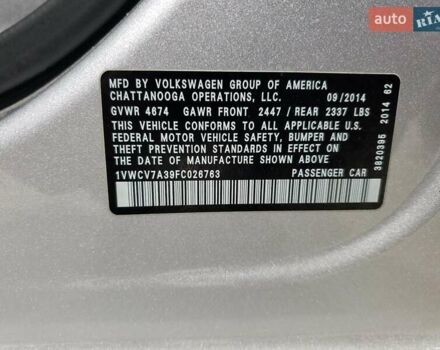 AUTO
RIA
MFD BY VOLKSWAGEN GROUP OF AMERICA
CHATTANOOGA OPERATIONS, LLC. 09/2014
GVWR 4674 GAWR FRONT 2447 / REAR 2337 LBS
THIS VEHICLE CONFORMS TO ALL APPLICABLE U.S.
FEDERAL MOTOR VEHICLE SAFETY, BUMPER AND
THEFT PREVENTION STANDARDS IN EFFECT ON THE
DATE OF MANUFACTURE SHOWN ABOVE.
1VWCV7A39FC026763 PASSENGER CAR
3820395 2014 62